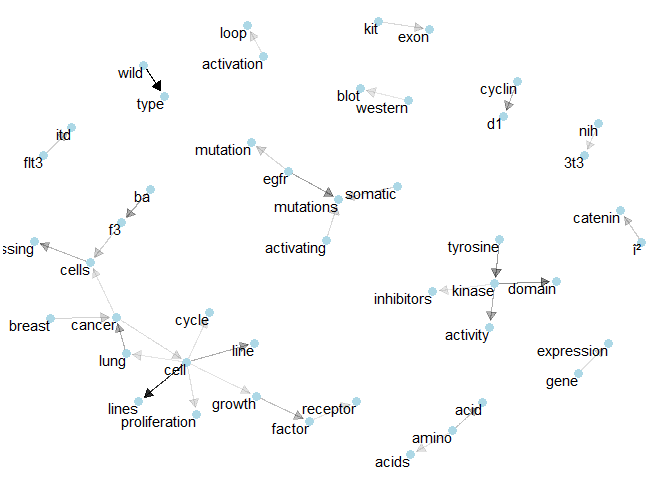 loop
kit
exon
activation
wild
type
blot
western
cyclin
d1
nih
3t3
itd
flt3
mutation
egfr
somatic
mutations
activating
ba
f3
ssing
cells
catenin
i²
tyrosine
inhibitors
kinase
domain
activity
breast
cancer
cycle
lung
cell
line
expression
gene
lines
proliferation
growth
receptor
factor
acid
amino
acids